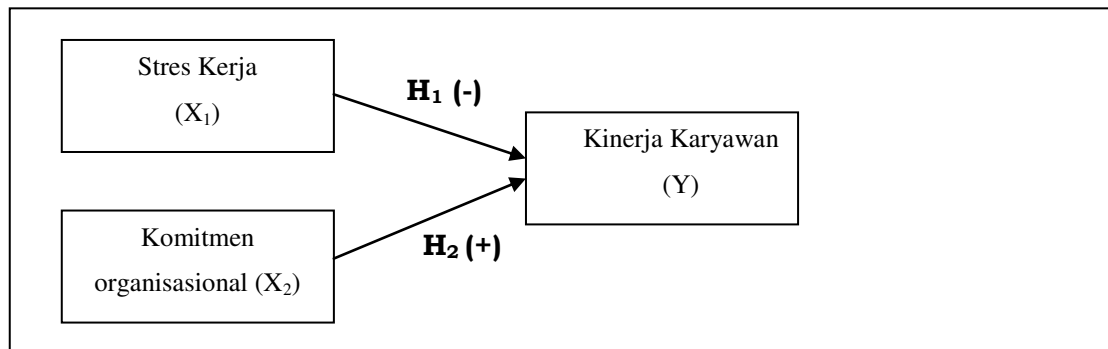 Stres Kerja
(X₁)
H₁ (-)
Kinerja Karyawan
(Y)
Komitmen
organisasional (X₂)
H₂ (+)